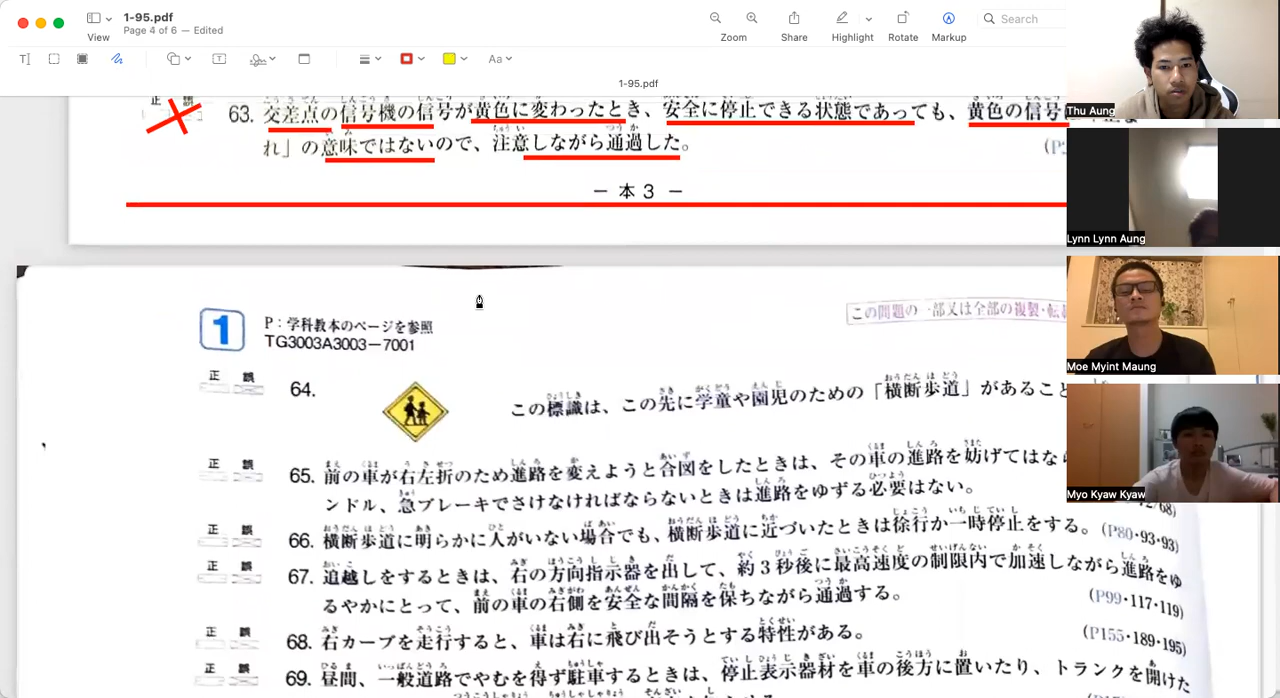 1-95.pdf
Page 4 of 6 — Edited
View
Zoom
Share
Highlight
Rotate
Markup
Search
Aa
1-95.pdf
63. 交差点の信号機の信号が黄色に変わったとき、安全に停止できる状態であっても、黄色の信号
れ」の意味ではないので、注意しながら通過した。
― 本3 ―
1
P：学科教本のページを参照
TG3003A3003－7001
この問題の一部又は全部の複製・転
正 誤
64.
この標識は、この先に学童や園児のための「横断歩道」があること
正 誤
65. 前の車が右左折のため進路を変えようと合図をしたときは、その車の進路を妨げてはな
ンドル、急ブレーキでさけなければならないときは進路をゆずる必要はない。
正 誤
66. 横断歩道に明らかに人がいない場合でも、横断歩道に近づいたときは徐行か一時停止をする。
(P80・93・93)
正 誤
67. 追越しをするときは、右の方向指示器を出して、約3秒後に最高速度の制限内で加速しながら進路をゆ
るやかにとって、前の車の右側を安全な間隔を保ちながら通過する。
(P99・117・119)
正 誤
68. 右カーブを走行すると、車は右に飛び出そうとする特性がある。
(P155・189・195)
正 誤
69. 昼間、一般道路でやむを得ず駐車するときは、停止表示器材を車の後方に置いたり、トランクを開けた
Thu Aung
Lynn Lynn Aung
Moe Myint Maung
Myo Kyaw Kyaw